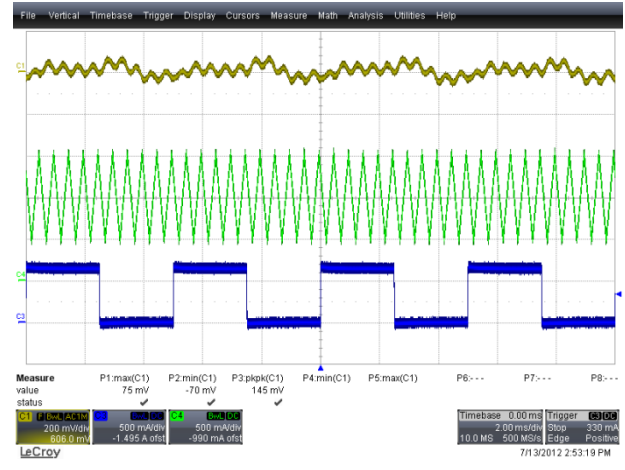 File Vertical Timebase Trigger Display Cursors Measure Math Analysis Utilities Help
C1
C4
C3
Measure P1:max(C1) P2:min(C1) P3:pkpk(C1) P4:min(C1) P5:max(C1) P6:- - - P7:- - - P8:- - -
value 75 mV -70 mV 145 mV
status
C1 F BwL AC1M C4 BwL DC Timebase 0.00 ms Trigger C3 DC
200 mV/div 500 mA/div 500 mA/div 2.00 ms/div Stop 330 mA
606.0 mV -1.495 A ofst -990 mA ofst 10.0 MS 500 MS/s Edge Positive
LeCroy 7/13/2012 2:53:19 PM